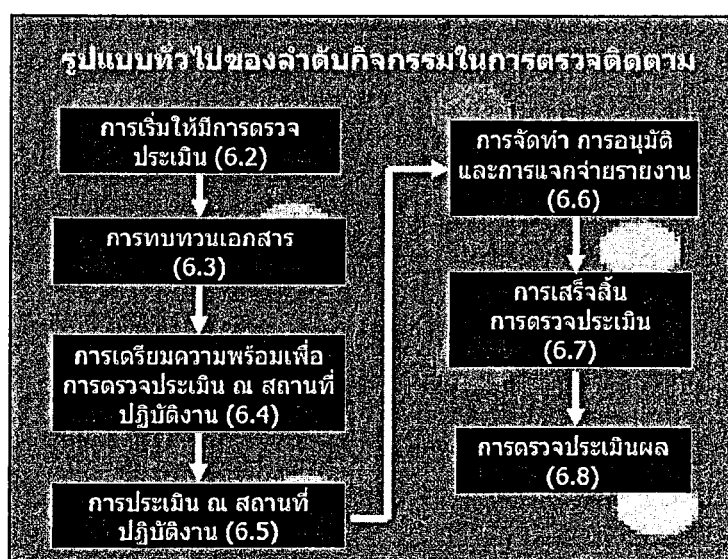 รูปแบบทั่วไปของลำดับกิจกรรมในการตรวจติดตาม
การเริ่มให้มีการตรวจ
ประเมิน (6.2)
การทบทวนเอกสาร
(6.3)
การเตรียมความพร้อมเพื่อ
การตรวจประเมิน ณ สถานที่
ปฏิบัติงาน (6.4)
การประเมิน ณ สถานที่
ปฏิบัติงาน (6.5)
การจัดทำ การอนุมัติ
และการแจกจ่ายรายงาน
(6.6)
การเสร็จสิ้น
การตรวจประเมิน
(6.7)
การตรวจประเมินผล
(6.8)